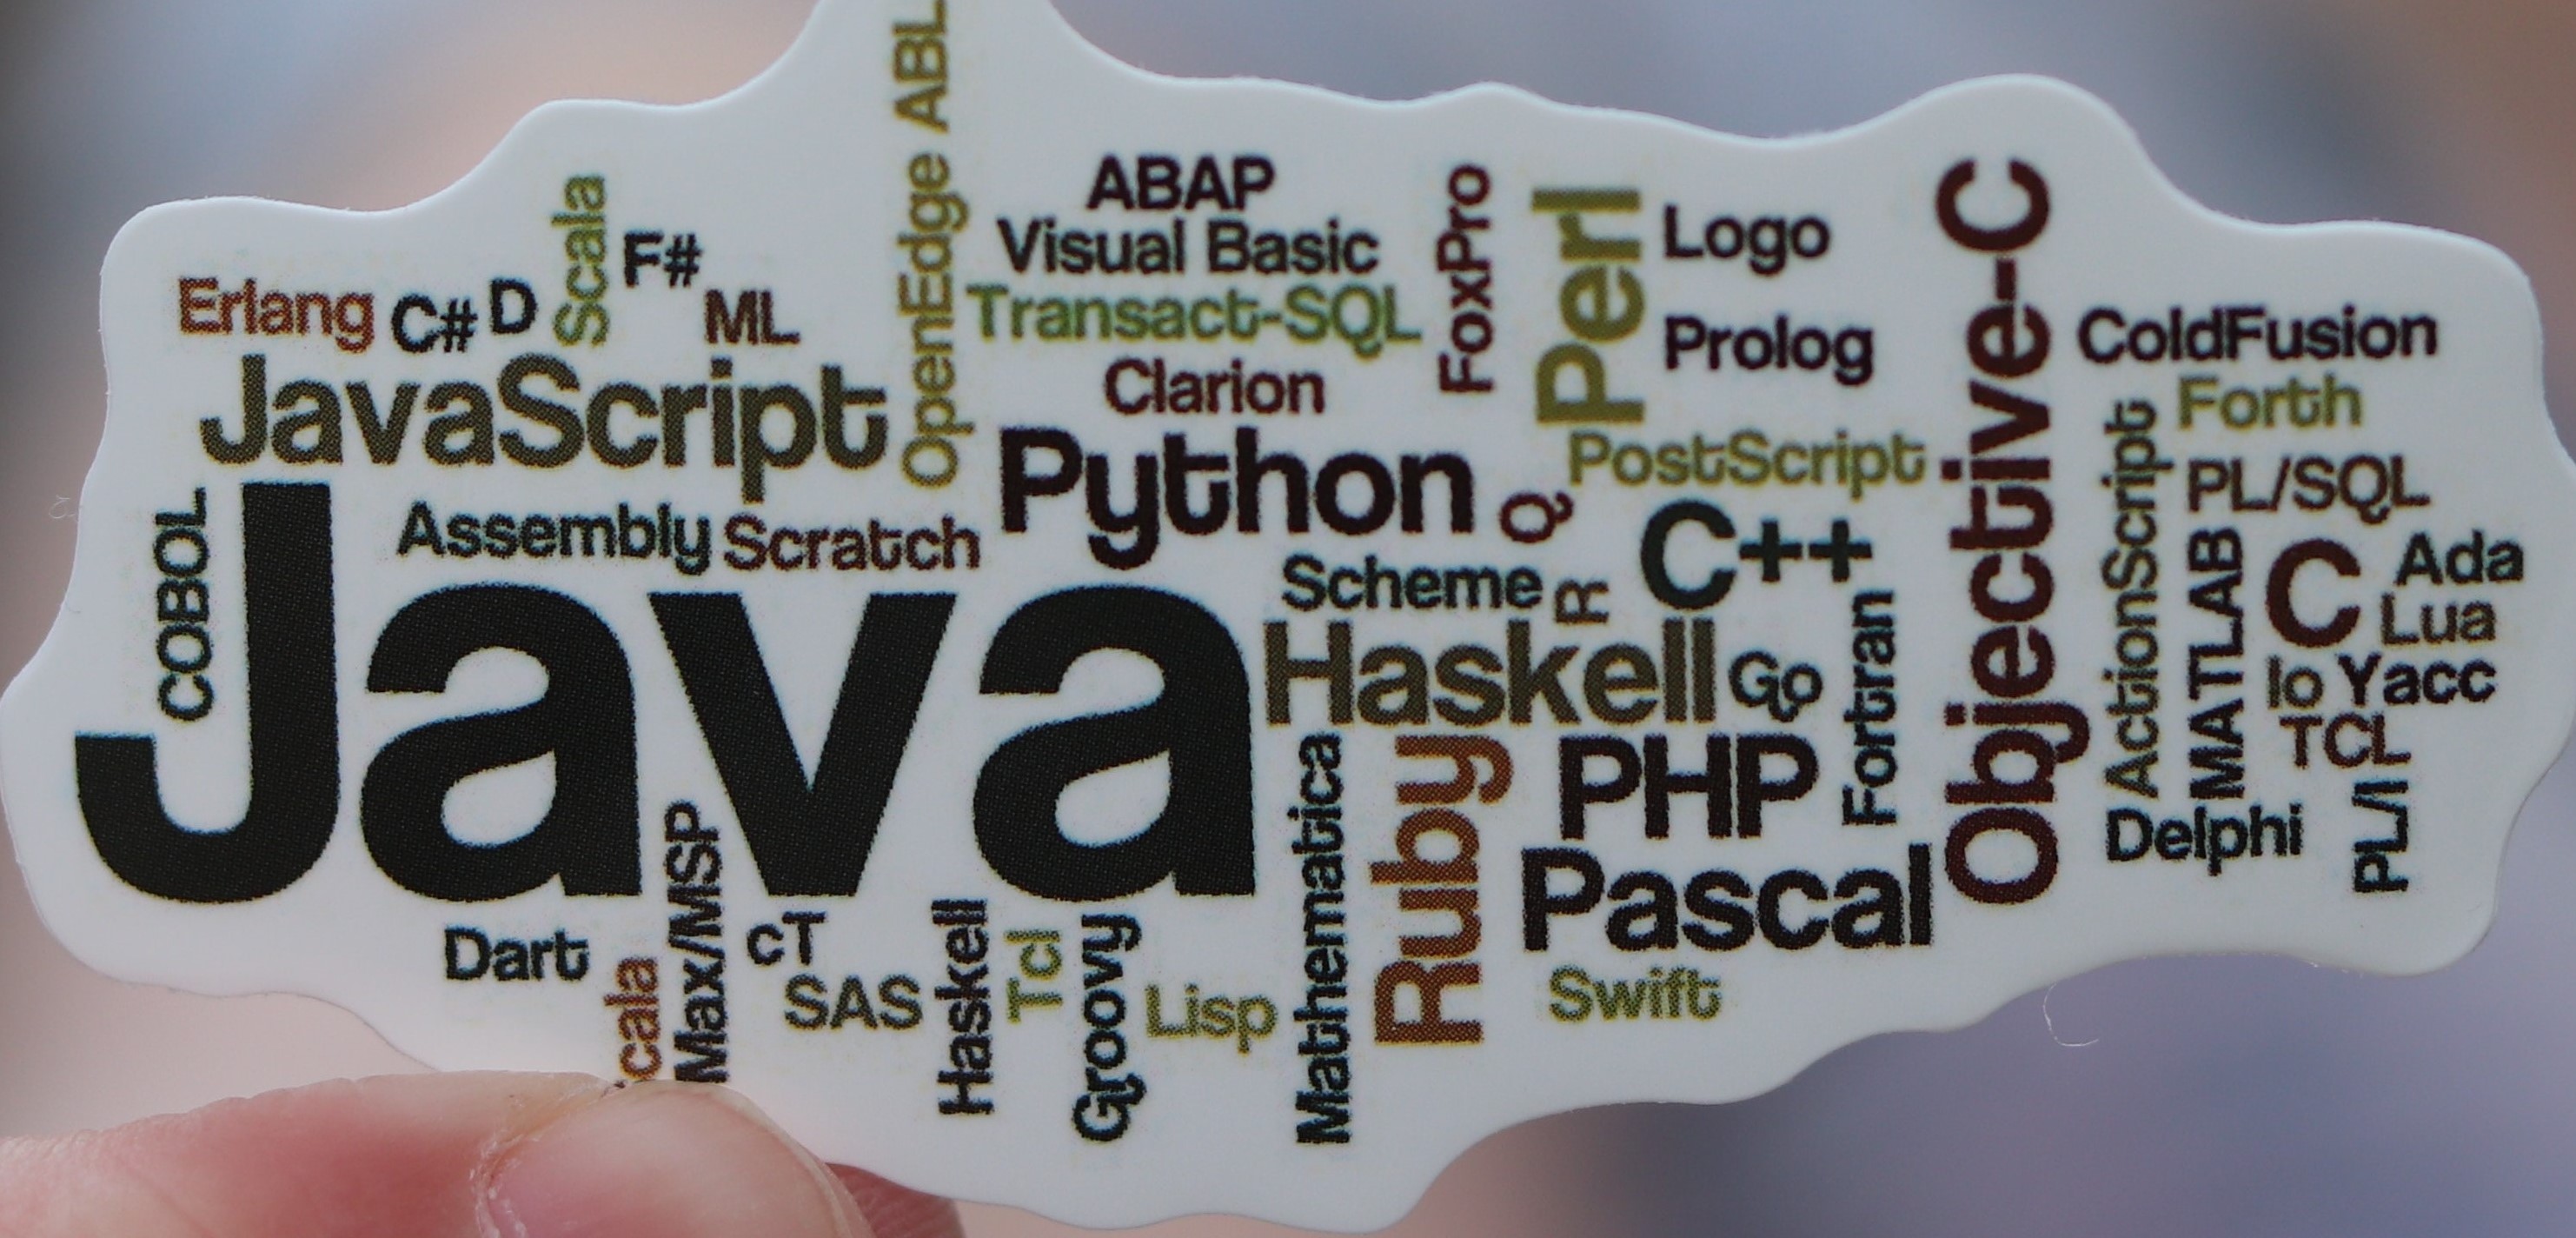 OpenEdge ABL
ABAP
Visual Basic
Transact-SQL
Clarion
FoxPro
Perl
Logo
Prolog
PostScript
Objective-C
ColdFusion
Forth
ActionScript
PL/SQL
MATLAB
C
Ada
Lua
Io
Yacc
TCL
PL/I
Delphi
Erlang
C#
D
Scala
F#
ML
JavaScript
COBOL
Assembly
Scratch
Python
Q
Java
Scheme
R
C++
Haskell
Go
Fortran
Mathematica
Ruby
PHP
Pascal
Swift
Dart
cala
Max/MSP
cT
SAS
Haskell
Tcl
Groovy
Lisp